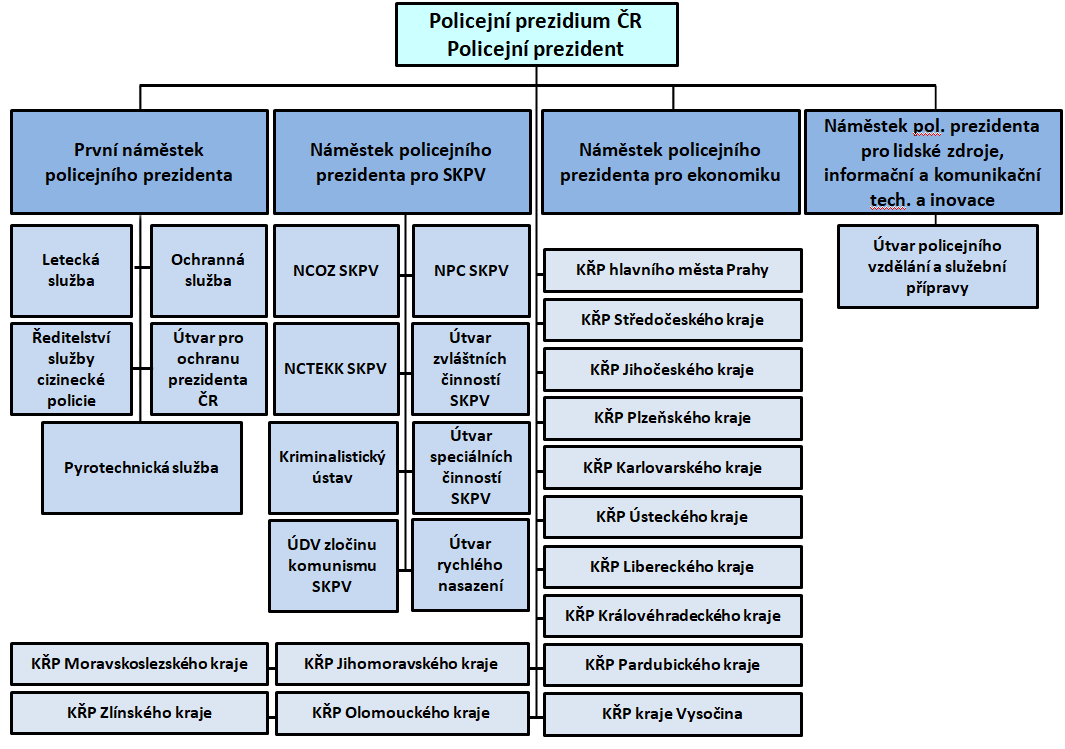 Policejní prezidium ČR
Policejní prezident
První náměstek
policejního prezidenta
Náměstek policejního
prezidenta pro SKPV
Náměstek policejního
prezidenta pro ekonomiku
Náměstek pol. prezidenta
pro lidské zdroje,
informační a komunikační
tech. a inovace
Letecká
služba
Ochranná
služba
Ředitelství
služby
cizinecké
policie
Útvar pro
ochranu
prezidenta
ČR
Pyrotechnická služba
NCOZ SKPV
NPC SKPV
NCTEKK SKPV
Útvar
zvláštních
činností
SKPV
Kriminalistický
ústav
Útvar
speciálních
činností
SKPV
ÚDV zločinu
komunismu
SKPV
Útvar
rychlého
nasazení
Útvar policejního
vzdělání a služební
přípravy
KŘP hlavního města Prahy
KŘP Středočeského kraje
KŘP Jihočeského kraje
KŘP Plzeňského kraje
KŘP Karlovarského kraje
KŘP Ústeckého kraje
KŘP Libereckého kraje
KŘP Královéhradeckého kraje
KŘP Moravskoslezského kraje
KŘP Jihomoravského kraje
KŘP Pardubického kraje
KŘP Zlínského kraje
KŘP Olomouckého kraje
KŘP kraje Vysočina